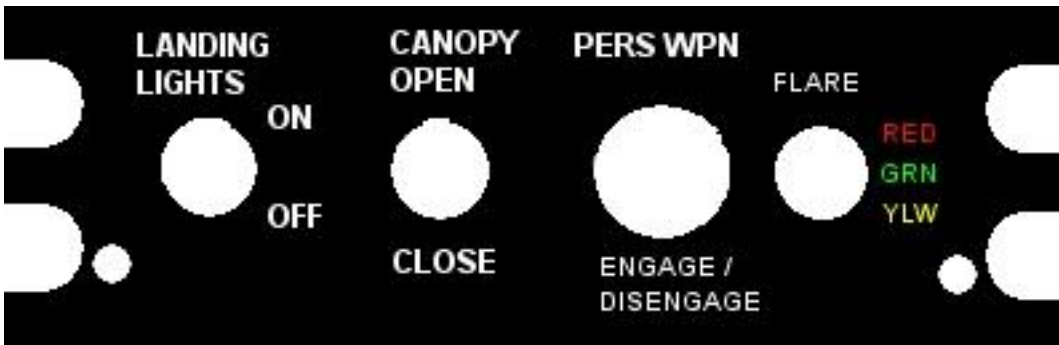 LANDING
LIGHTS
ON
OFF
CANOPY
OPEN
CLOSE
PERS WPN
ENGAGE /
DISENGAGE
FLARE
RED
GRN
YLW